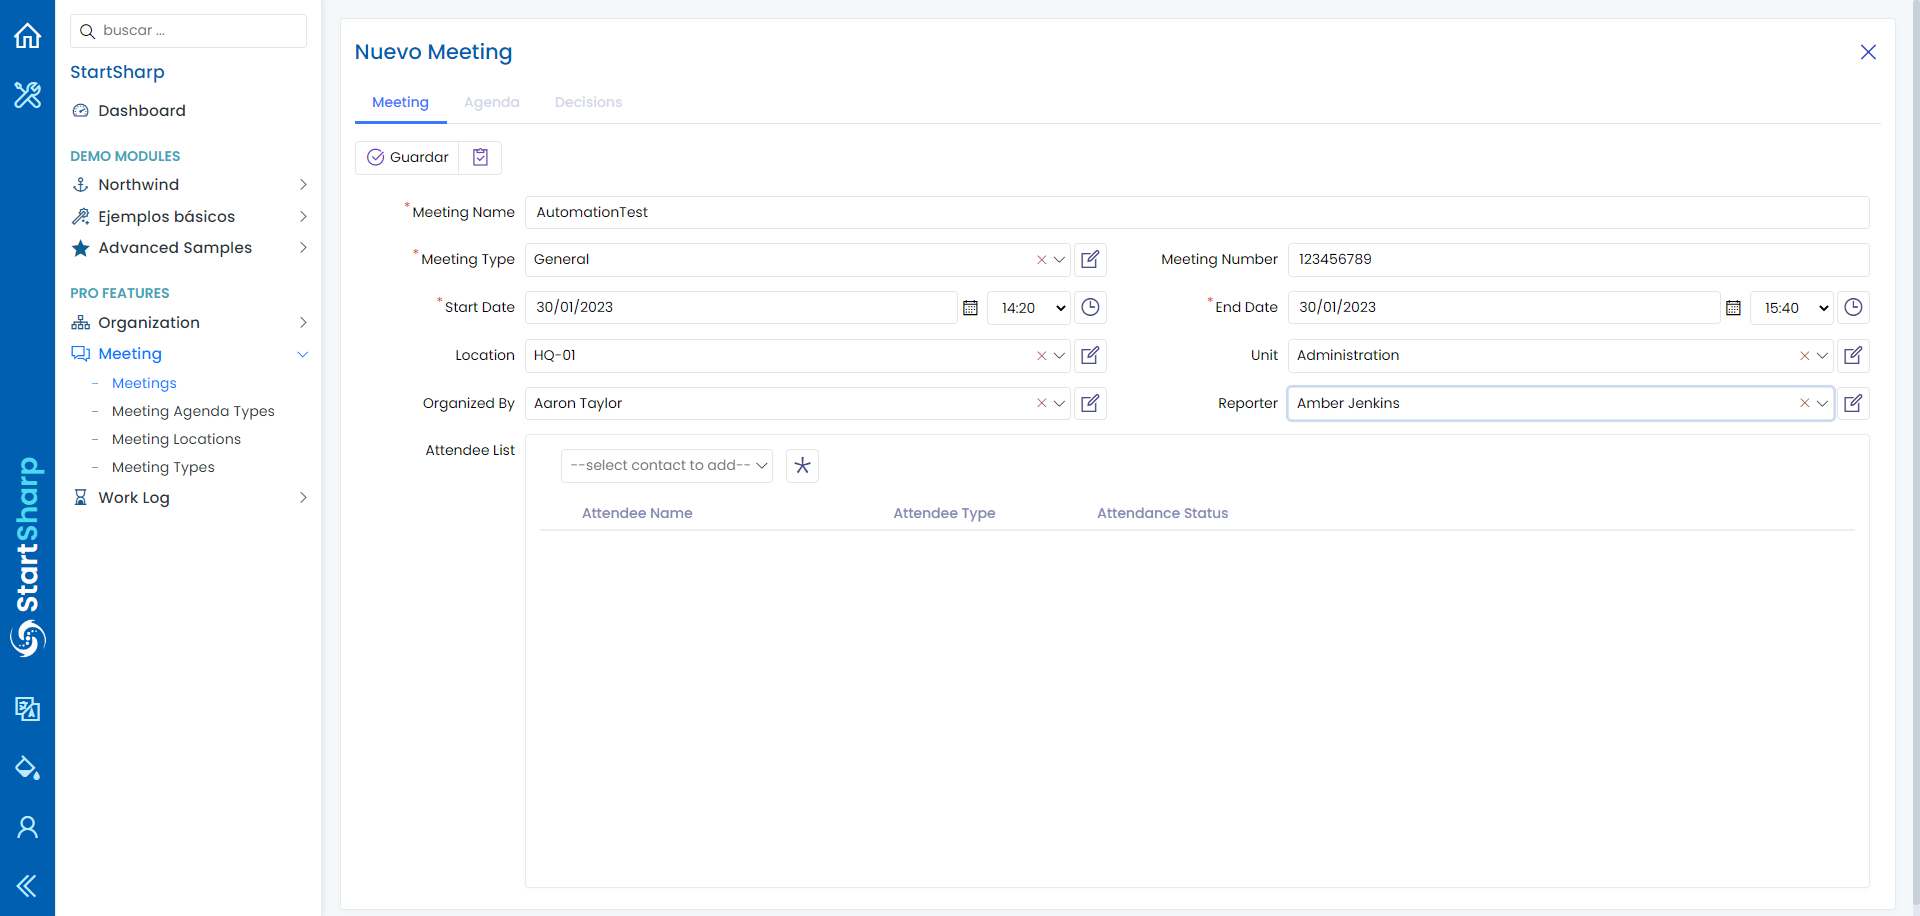 buscar ...
StartSharp
Dashboard
DEMO MODULES
Northwind
Ejemplos básicos
Advanced Samples
PRO FEATURES
Organization
Meeting
Meetings
Meeting Agenda Types
Meeting Locations
Meeting Types
Work Log
StartSharp
Nuevo Meeting
Meeting Agenda Decisions
Guardar
*Meeting Name AutomationTest
*Meeting Type General Meeting Number 123456789
*Start Date 30/01/2023 14:20 *End Date 30/01/2023 15:40
Location HQ-01 Unit Administration
Organized By Aaron Taylor Reporter Amber Jenkins
Attendee List --select contact to add--
Attendee Name Attendee Type Attendance Status